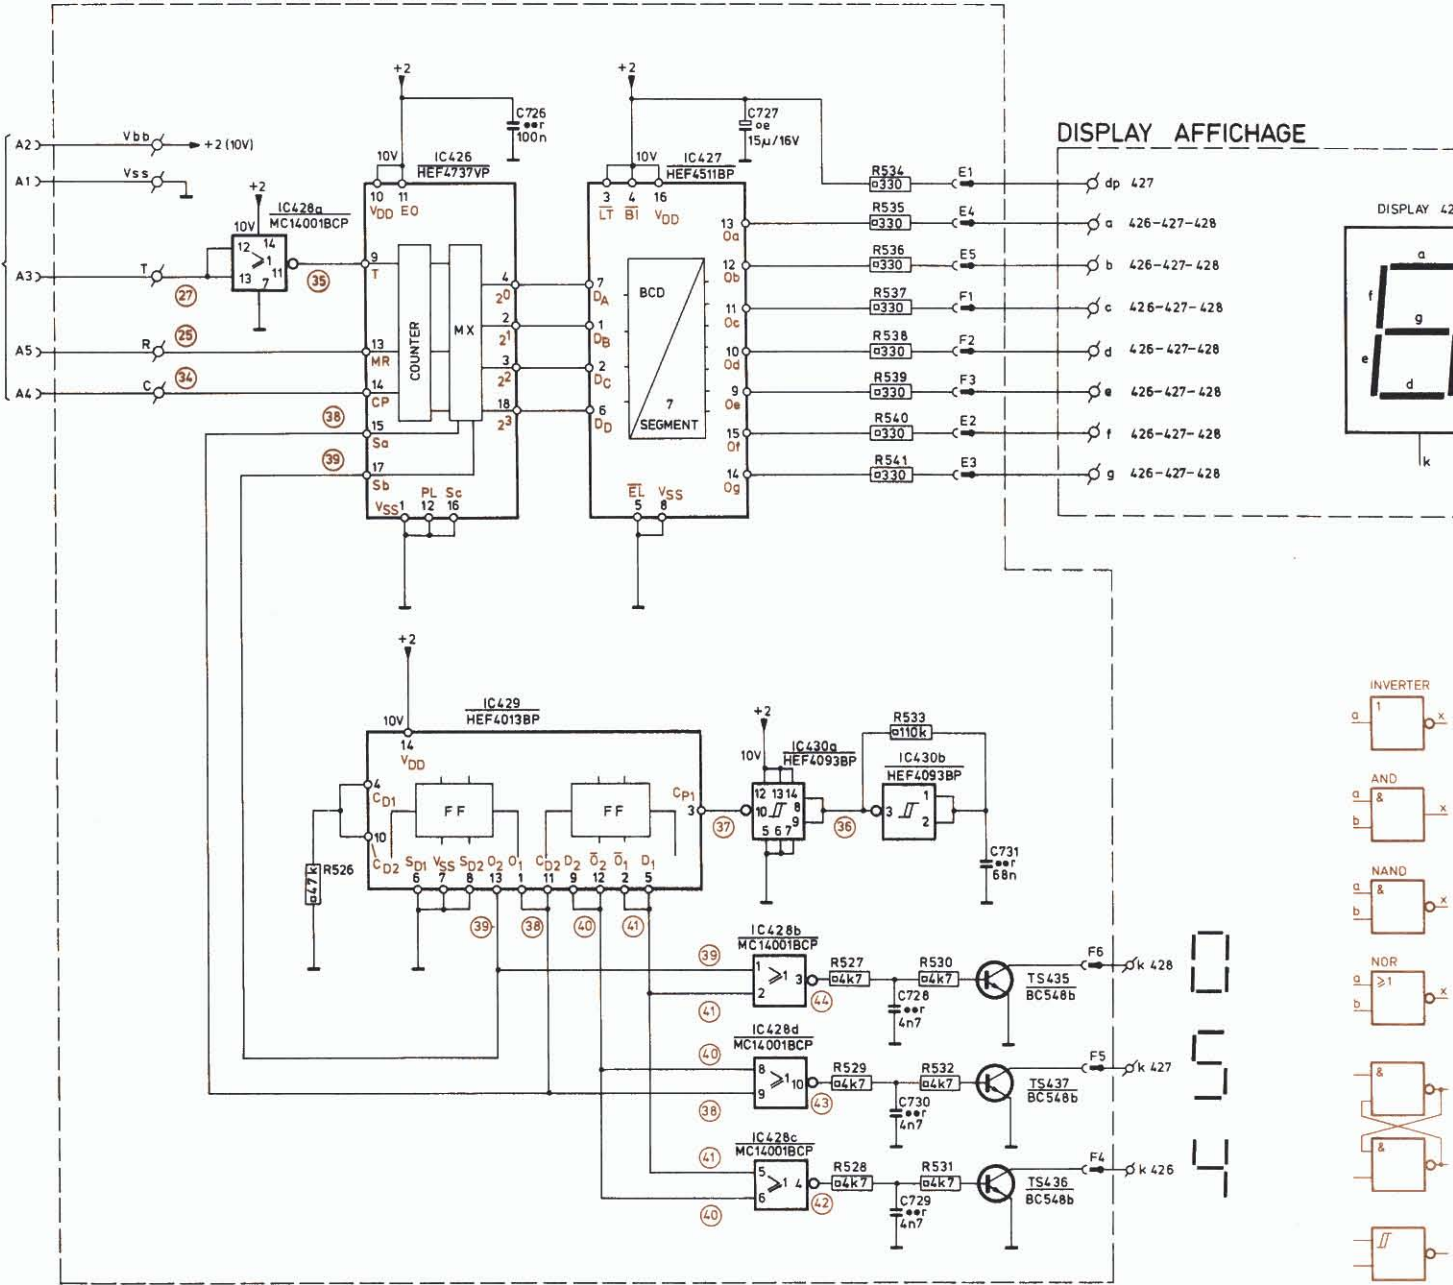 +2
+2
C726
●●r
100n
C727
oe
15µ/16V
DISPLAY AFFICHAGE
A2 Vbb +2 (10V)
A1 Vss
10V IC426
HEF4737VP
10V IC427
HEF4511BP
R534
330 E1 dp 427
10 11
VDD EO
3 4 16
LT BI VDD
+2
IC428a
MC14001BCP
10V
12 14
≥1
13 11
7
A3 T
27
35
9
T
R535
330 E4 a 426-427-428
13
Oa
DISPLAY 42
R536
330 E5 b 426-427-428
12
Ob
R537
330 F1 c 426-427-428
11
Oc
R538
330 F2 d 426-427-428
10
Od
R539
330 F3 e 426-427-428
9
Oe
R540
330 E2 f 426-427-428
15
Of
R541
330 E3 g 426-427-428
14
Og
a
f
g
e
d
k
COUNTER
MX
4
2⁰
2
2¹
3
2²
18
2³
7
DA
1
DB
2
DC
6
DD
BCD
7
SEGMENT
25
A5 R
13
MR
34
A4 C
14
CP
38
15
Sa
39
17
Sb
PL Sc
VSS 1 12 16
EL VSS
5 8
+2
10V
IC429
HEF4013BP
14
VDD
4
CD1
10
CD2
FF
FF
CP1
3
R526
47k
SD1 VSS SD2 O2 O1 CD2 D2 O2 O1 D1
6 7 8 13 1 11 9 12 2 5
39 38 40 41
37
+2
10V
IC430a
HEF4093BP
12 13 14
10 8
9
5 6 7
36
R533
110k
IC430b
HEF4093BP
3 1
2
C731
●●r
68n
INVERTER
a 1 x
AND
a & x
b
NAND
a & x
b
NOR
a ≥1 x
b
&
&
39
IC428b
MC14001BCP
1 ≥1 3
2
41
44
R527
4k7
R530
4k7
C728
●●r
4n7
TS435
BC548b
F6 k 428
40
IC428d
MC14001BCP
8 ≥1 10
9
38
43
R529
4k7
R532
4k7
C730
●●r
4n7
TS437
BC548b
F5 k 427
41
IC428c
MC14001BCP
5 ≥1 4
6
40
42
R528
4k7
R531
4k7
C729
●●r
4n7
TS436
BC548b
F4 k 426
0
5
4